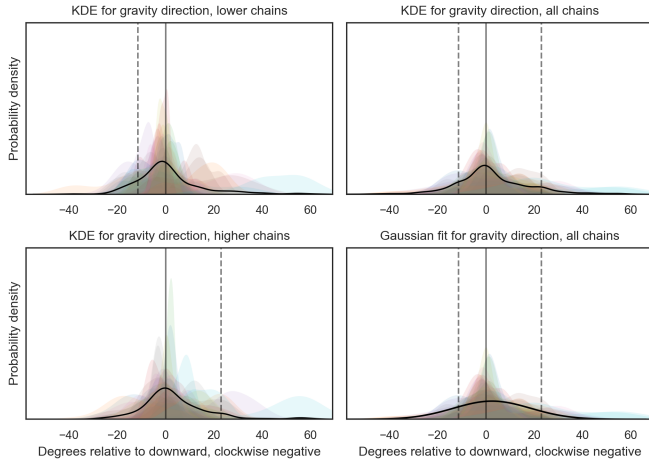 KDE for gravity direction, lower chains
KDE for gravity direction, all chains
Probability density
−40 −20 0 20 40 60
−40 −20 0 20 40 60
KDE for gravity direction, higher chains
Gaussian fit for gravity direction, all chains
Probability density
−40 −20 0 20 40 60
−40 −20 0 20 40 60
Degrees relative to downward, clockwise negative
Degrees relative to downward, clockwise negative